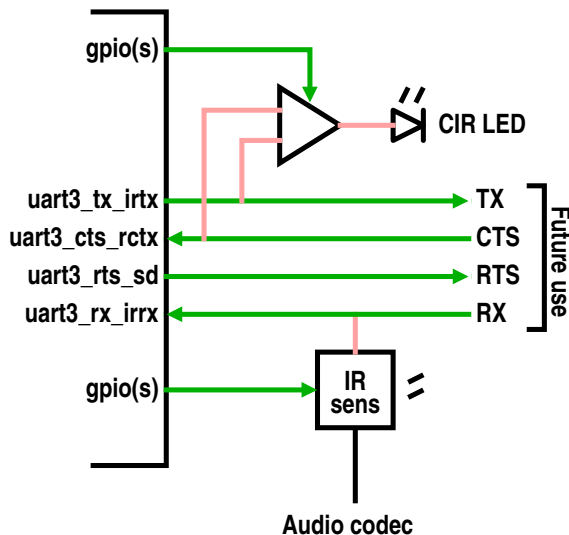 gpio(s)
CIR LED
uart3_tx_irtx
TX
uart3_cts_rctx
CTS
uart3_rts_sd
RTS
uart3_rx_irrx
RX
Future use
gpio(s)
IR
sens
Audio codec